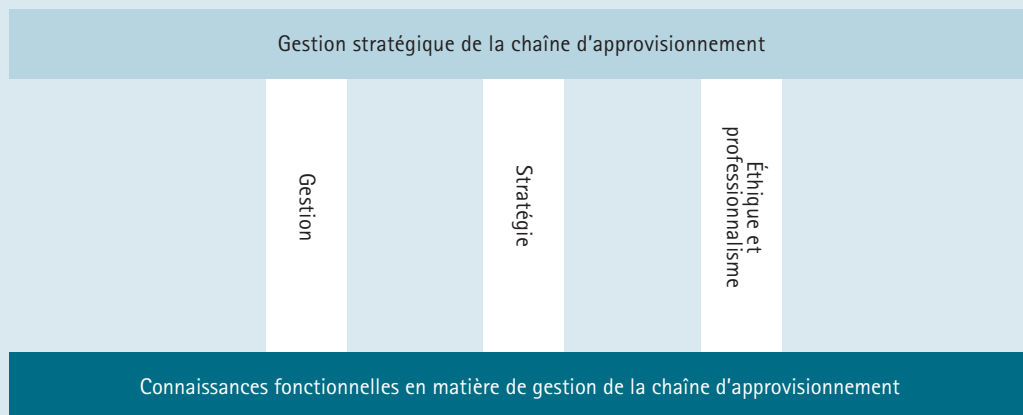 Gestion stratégique de la chaîne d'approvisionnement
Gestion
Stratégie
Éthique et
professionnalisme
Connaissances fonctionnelles en matière de gestion de la chaîne d'approvisionnement